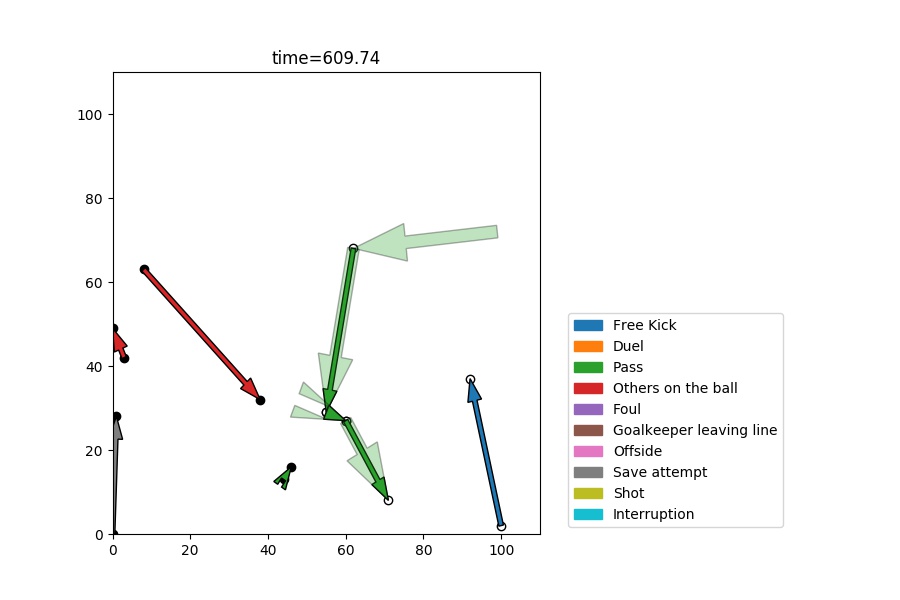 time=609.74
100
80
60
40
20
0
0 20 40 60 80 100
Free Kick
Duel
Pass
Others on the ball
Foul
Goalkeeper leaving line
Offside
Save attempt
Shot
Interruption